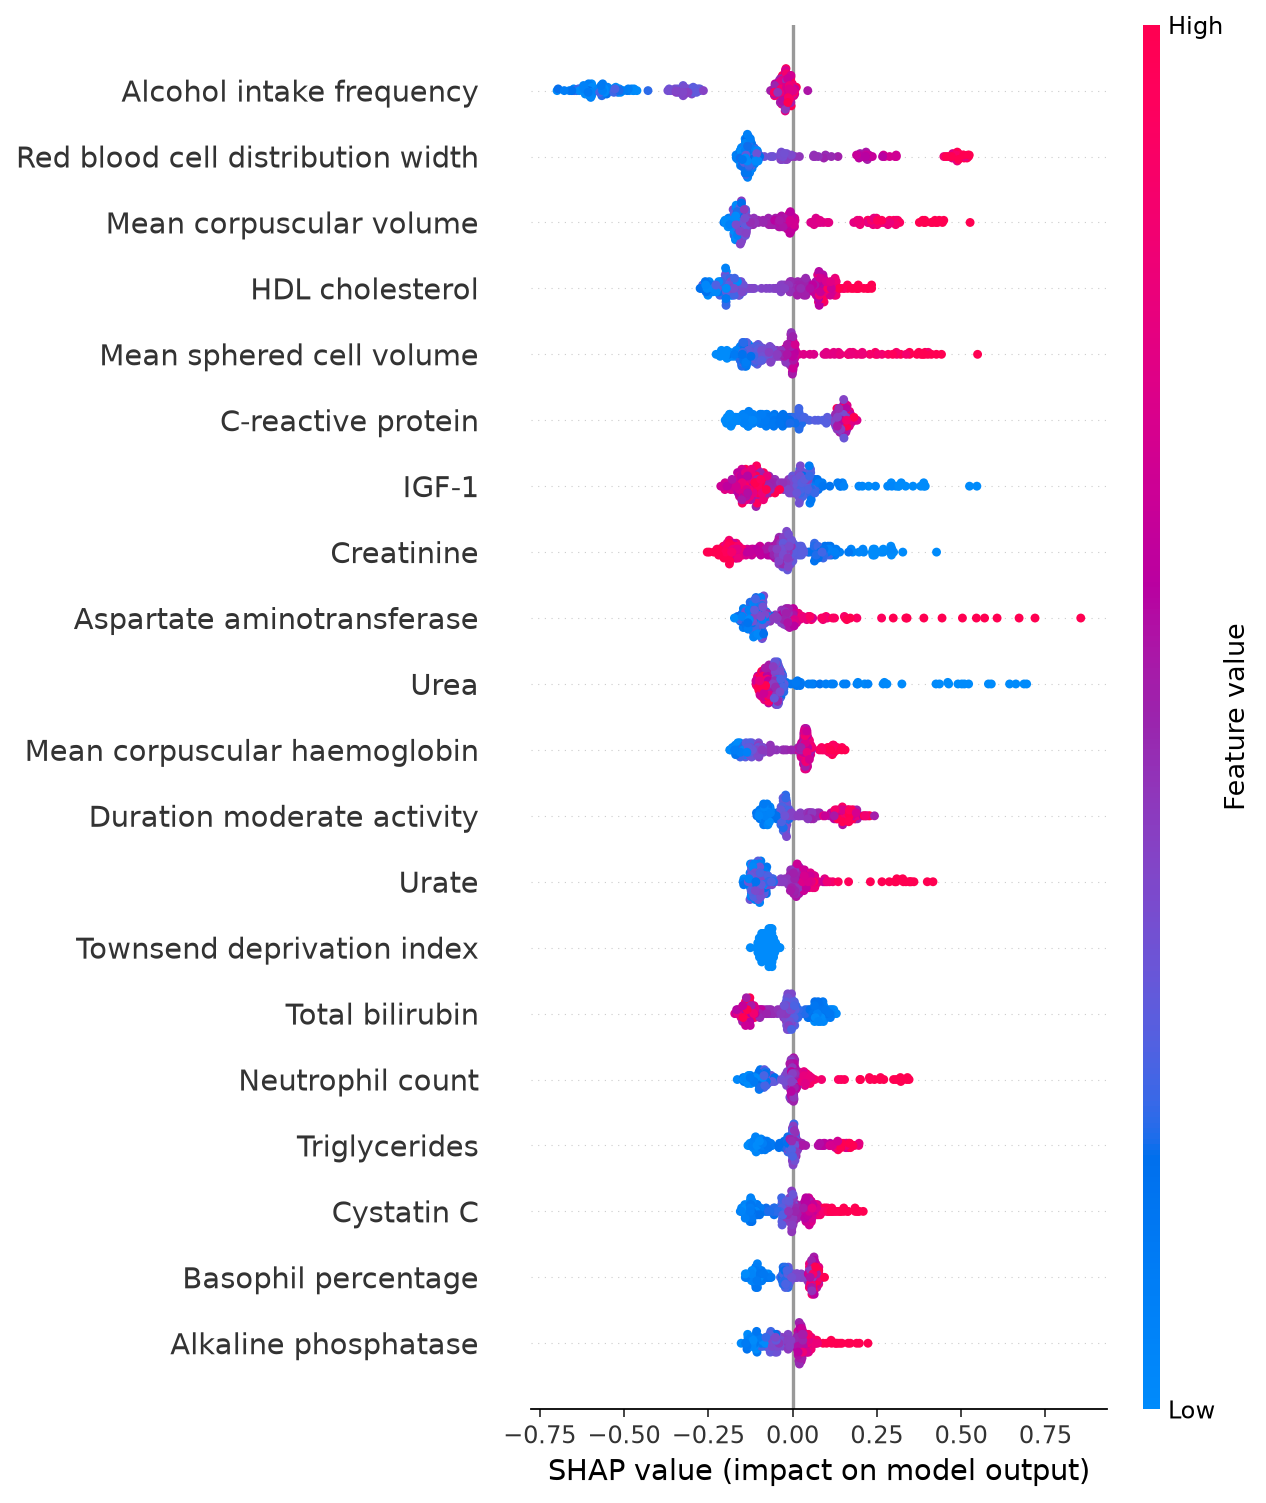 High
Alcohol intake frequency
Red blood cell distribution width
Mean corpuscular volume
HDL cholesterol
Mean sphered cell volume
C-reactive protein
IGF-1
Creatinine
Aspartate aminotransferase
Urea
Mean corpuscular haemoglobin
Duration moderate activity
Urate
Townsend deprivation index
Total bilirubin
Neutrophil count
Triglycerides
Cystatin C
Basophil percentage
Alkaline phosphatase
Feature value
Low
−0.75 −0.50 −0.25 0.00 0.25 0.50 0.75
SHAP value (impact on model output)